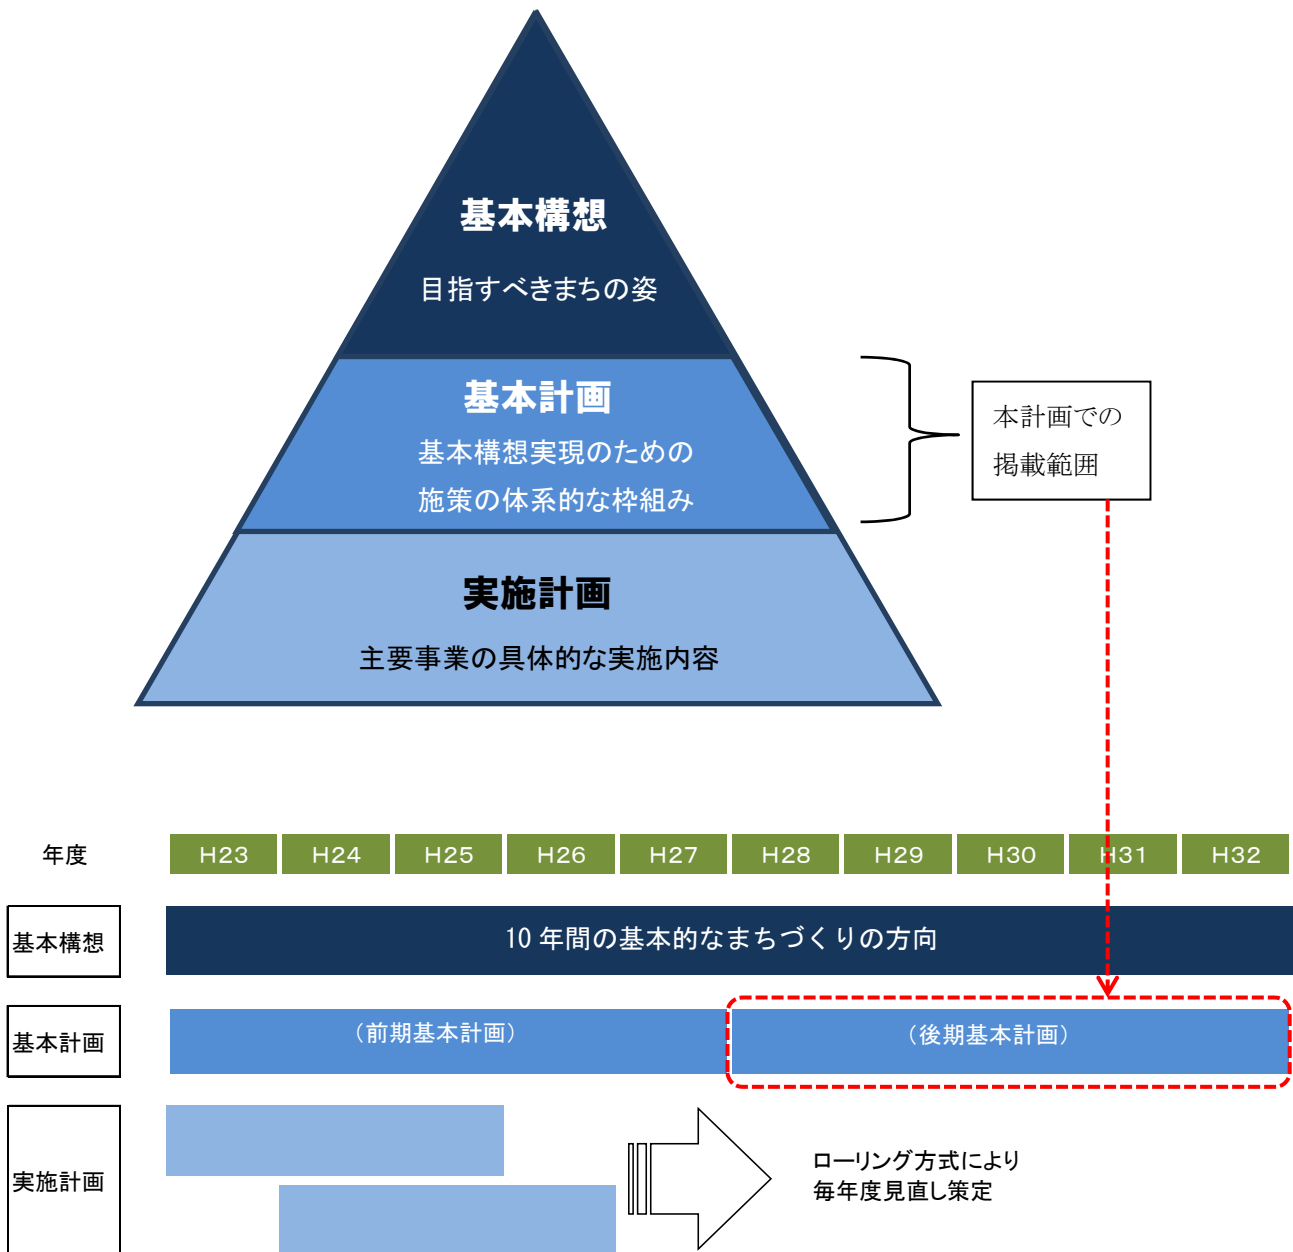 基本構想
目指すべきまちの姿
基本計画
基本構想実現のための
施策の体系的な枠組み
本計画での
掲載範囲
実施計画
主要事業の具体的な実施内容
年度 H23 H24 H25 H26 H27 H28 H29 H30 H31 H32
基本構想 10年間の基本的なまちづくりの方向
基本計画 （前期基本計画） （後期基本計画）
実施計画
ローリング方式により
毎年度見直し策定